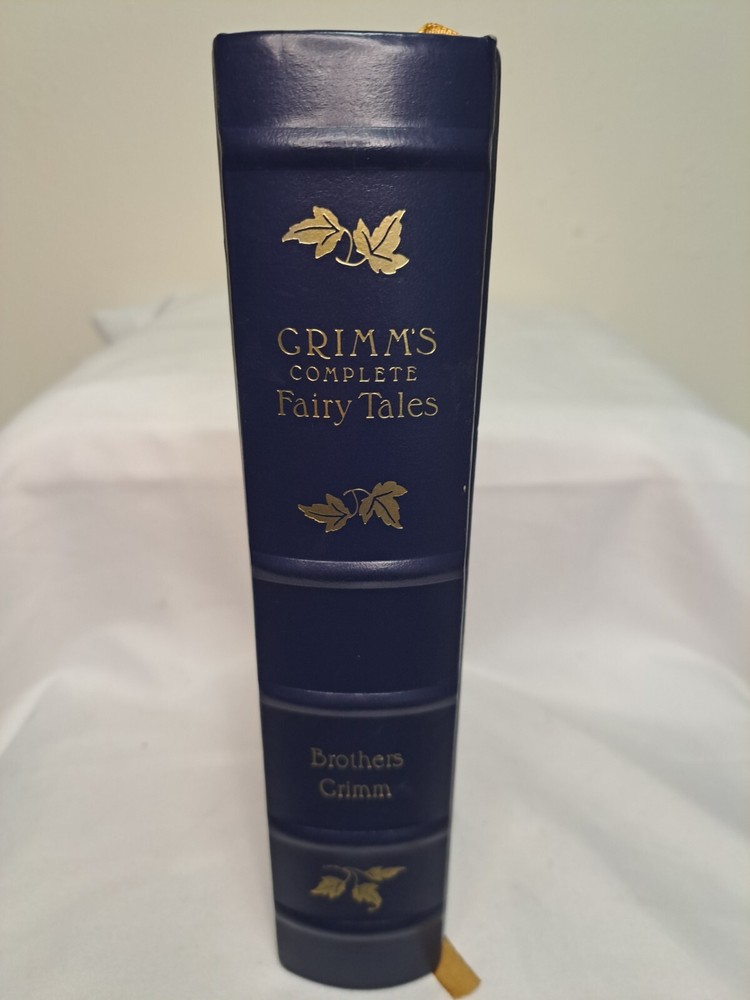 GRIMM'S
COMPLETE
Fairy Tales
Brothers
Grimm